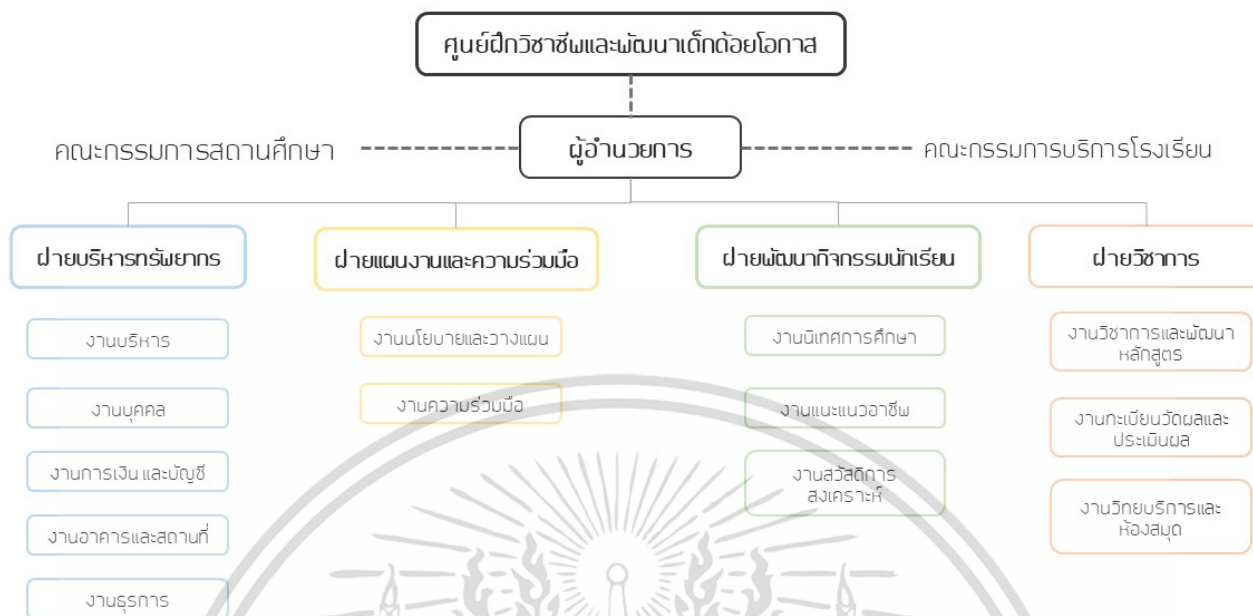 ศูนย์ฝึกวิชาชีพและพัฒนาเด็กด้อยโอกาส
คณะกรรมการสถานศึกษา
ผู้อำนวยการ
คณะกรรมการบริการโรงเรียน
ฝ่ายบริหารทรัพยากร
ฝ่ายแผนงานและความร่วมมือ
ฝ่ายพัฒนากิจกรรมนักเรียน
ฝ่ายวิชาการ
งานบริหาร
งานบุคคล
งานการเงิน และบัญชี
งานอาคารและสถานที่
งานธุรการ
งานนโยบายและวางแผน
งานความร่วมมือ
งานนิเทศการศึกษา
งานแนะแนวอาชีพ
งานสวัสดิการ
สงเคราะห์
งานวิชาการและพัฒนา
หลักสูตร
งานทะเบียนวัดผลและ
ประเมินผล
งานวิทยบริการและ
ห้องสมุด